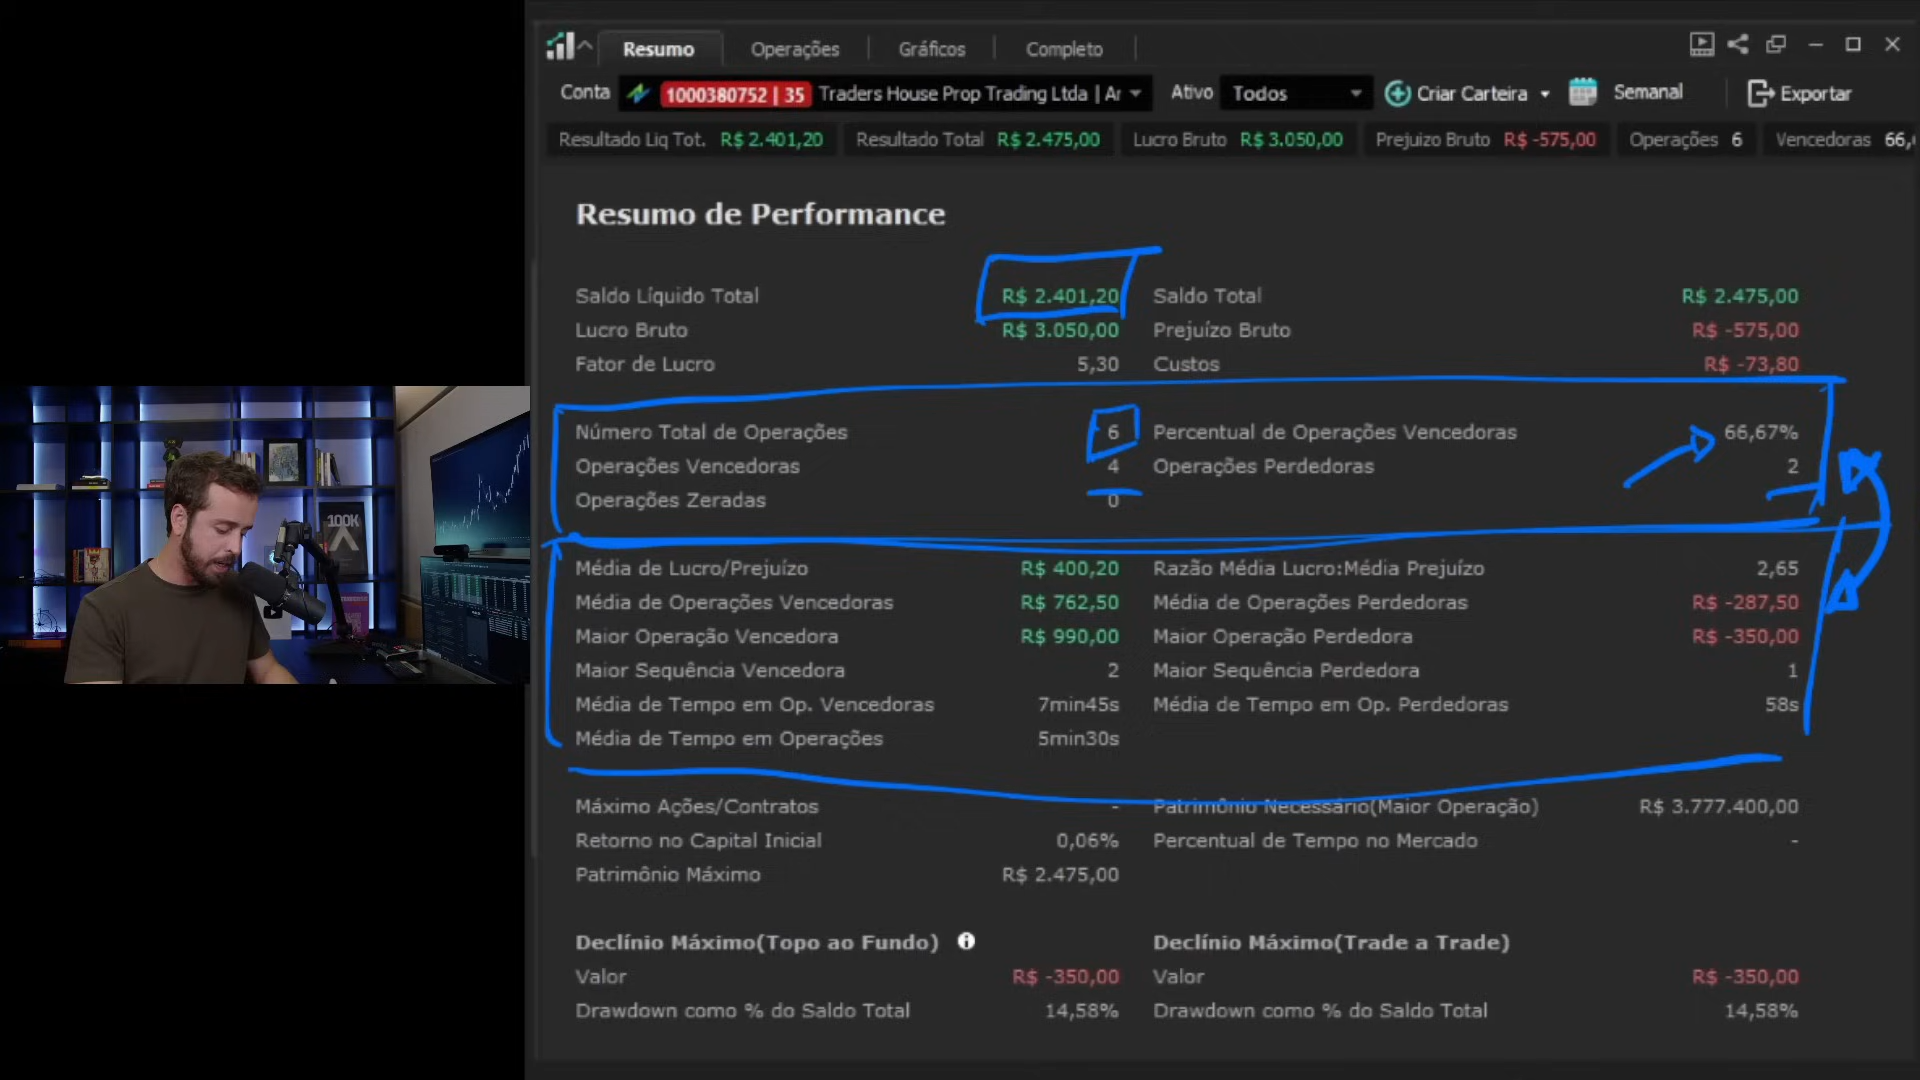 Resumo Operações Gráficos Completo
Conta 1000380752 | 35 Traders House Prop Trading Ltda | Ar Ativo Todos Criar Carteira Semanal Exportar
Resultado Liq Tot. R$ 2.401,20 Resultado Total R$ 2.475,00 Lucro Bruto R$ 3.050,00 Prejuizo Bruto R$ -575,00 Operações 6 Vencedoras 66,
Resumo de Performance
Saldo Líquido Total R$ 2.401,20 Saldo Total R$ 2.475,00
Lucro Bruto R$ 3.050,00 Prejuízo Bruto R$ -575,00
Fator de Lucro 5,30 Custos R$ -73,80
Número Total de Operações 6 Percentual de Operações Vencedoras 66,67%
Operações Vencedoras 4 Operações Perdedoras 2
Operações Zeradas 0
Média de Lucro/Prejuízo R$ 400,20 Razão Média Lucro:Média Prejuízo 2,65
Média de Operações Vencedoras R$ 762,50 Média de Operações Perdedoras R$ -287,50
Maior Operação Vencedora R$ 990,00 Maior Operação Perdedora R$ -350,00
Maior Sequência Vencedora 2 Maior Sequência Perdedora 1
Média de Tempo em Op. Vencedoras 7min45s Média de Tempo em Op. Perdedoras 58s
Média de Tempo em Operações 5min30s
Máximo Ações/Contratos - Patrimônio Necessário(Maior Operação) R$ 3.777.400,00
Retorno no Capital Inicial 0,06% Percentual de Tempo no Mercado -
Patrimônio Máximo R$ 2.475,00
Declínio Máximo(Topo ao Fundo) Declínio Máximo(Trade a Trade)
Valor R$ -350,00 Valor R$ -350,00
Drawdown como % do Saldo Total 14,58% Drawdown como % do Saldo Total 14,58%
100K